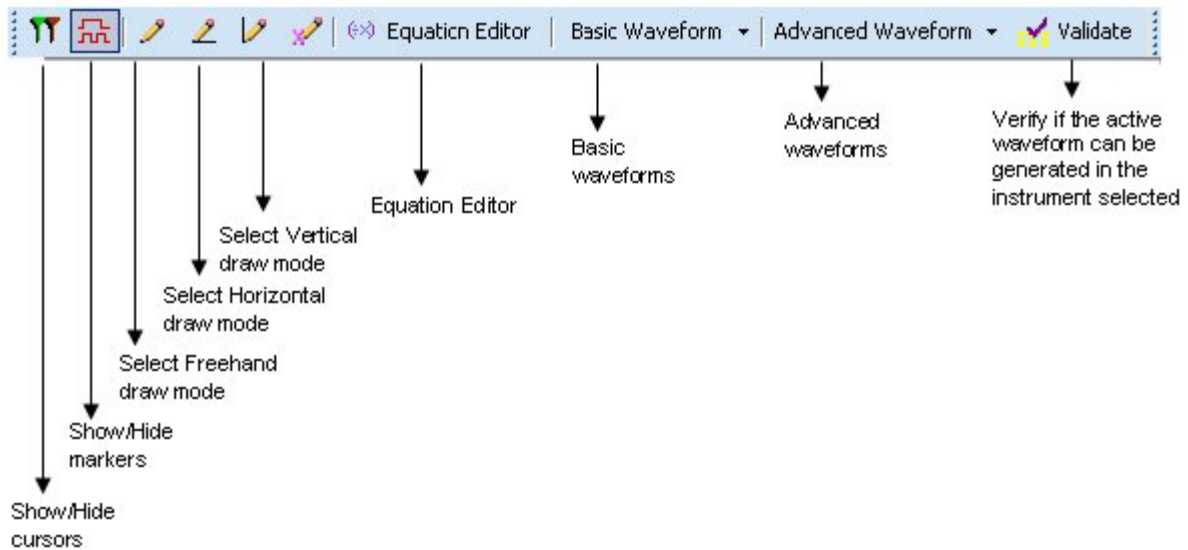 (×) Equation Editor
Basic Waveform
Advanced Waveform
Validate
Advanced
waveforms
Verify if the active
waveform can be
generated in the
instrument selected
Basic
waveforms
Equation Editor
Select Vertical
draw mode
Select Horizontal
draw mode
Select Freehand
draw mode
Show/Hide
markers
Show/Hide
cursors